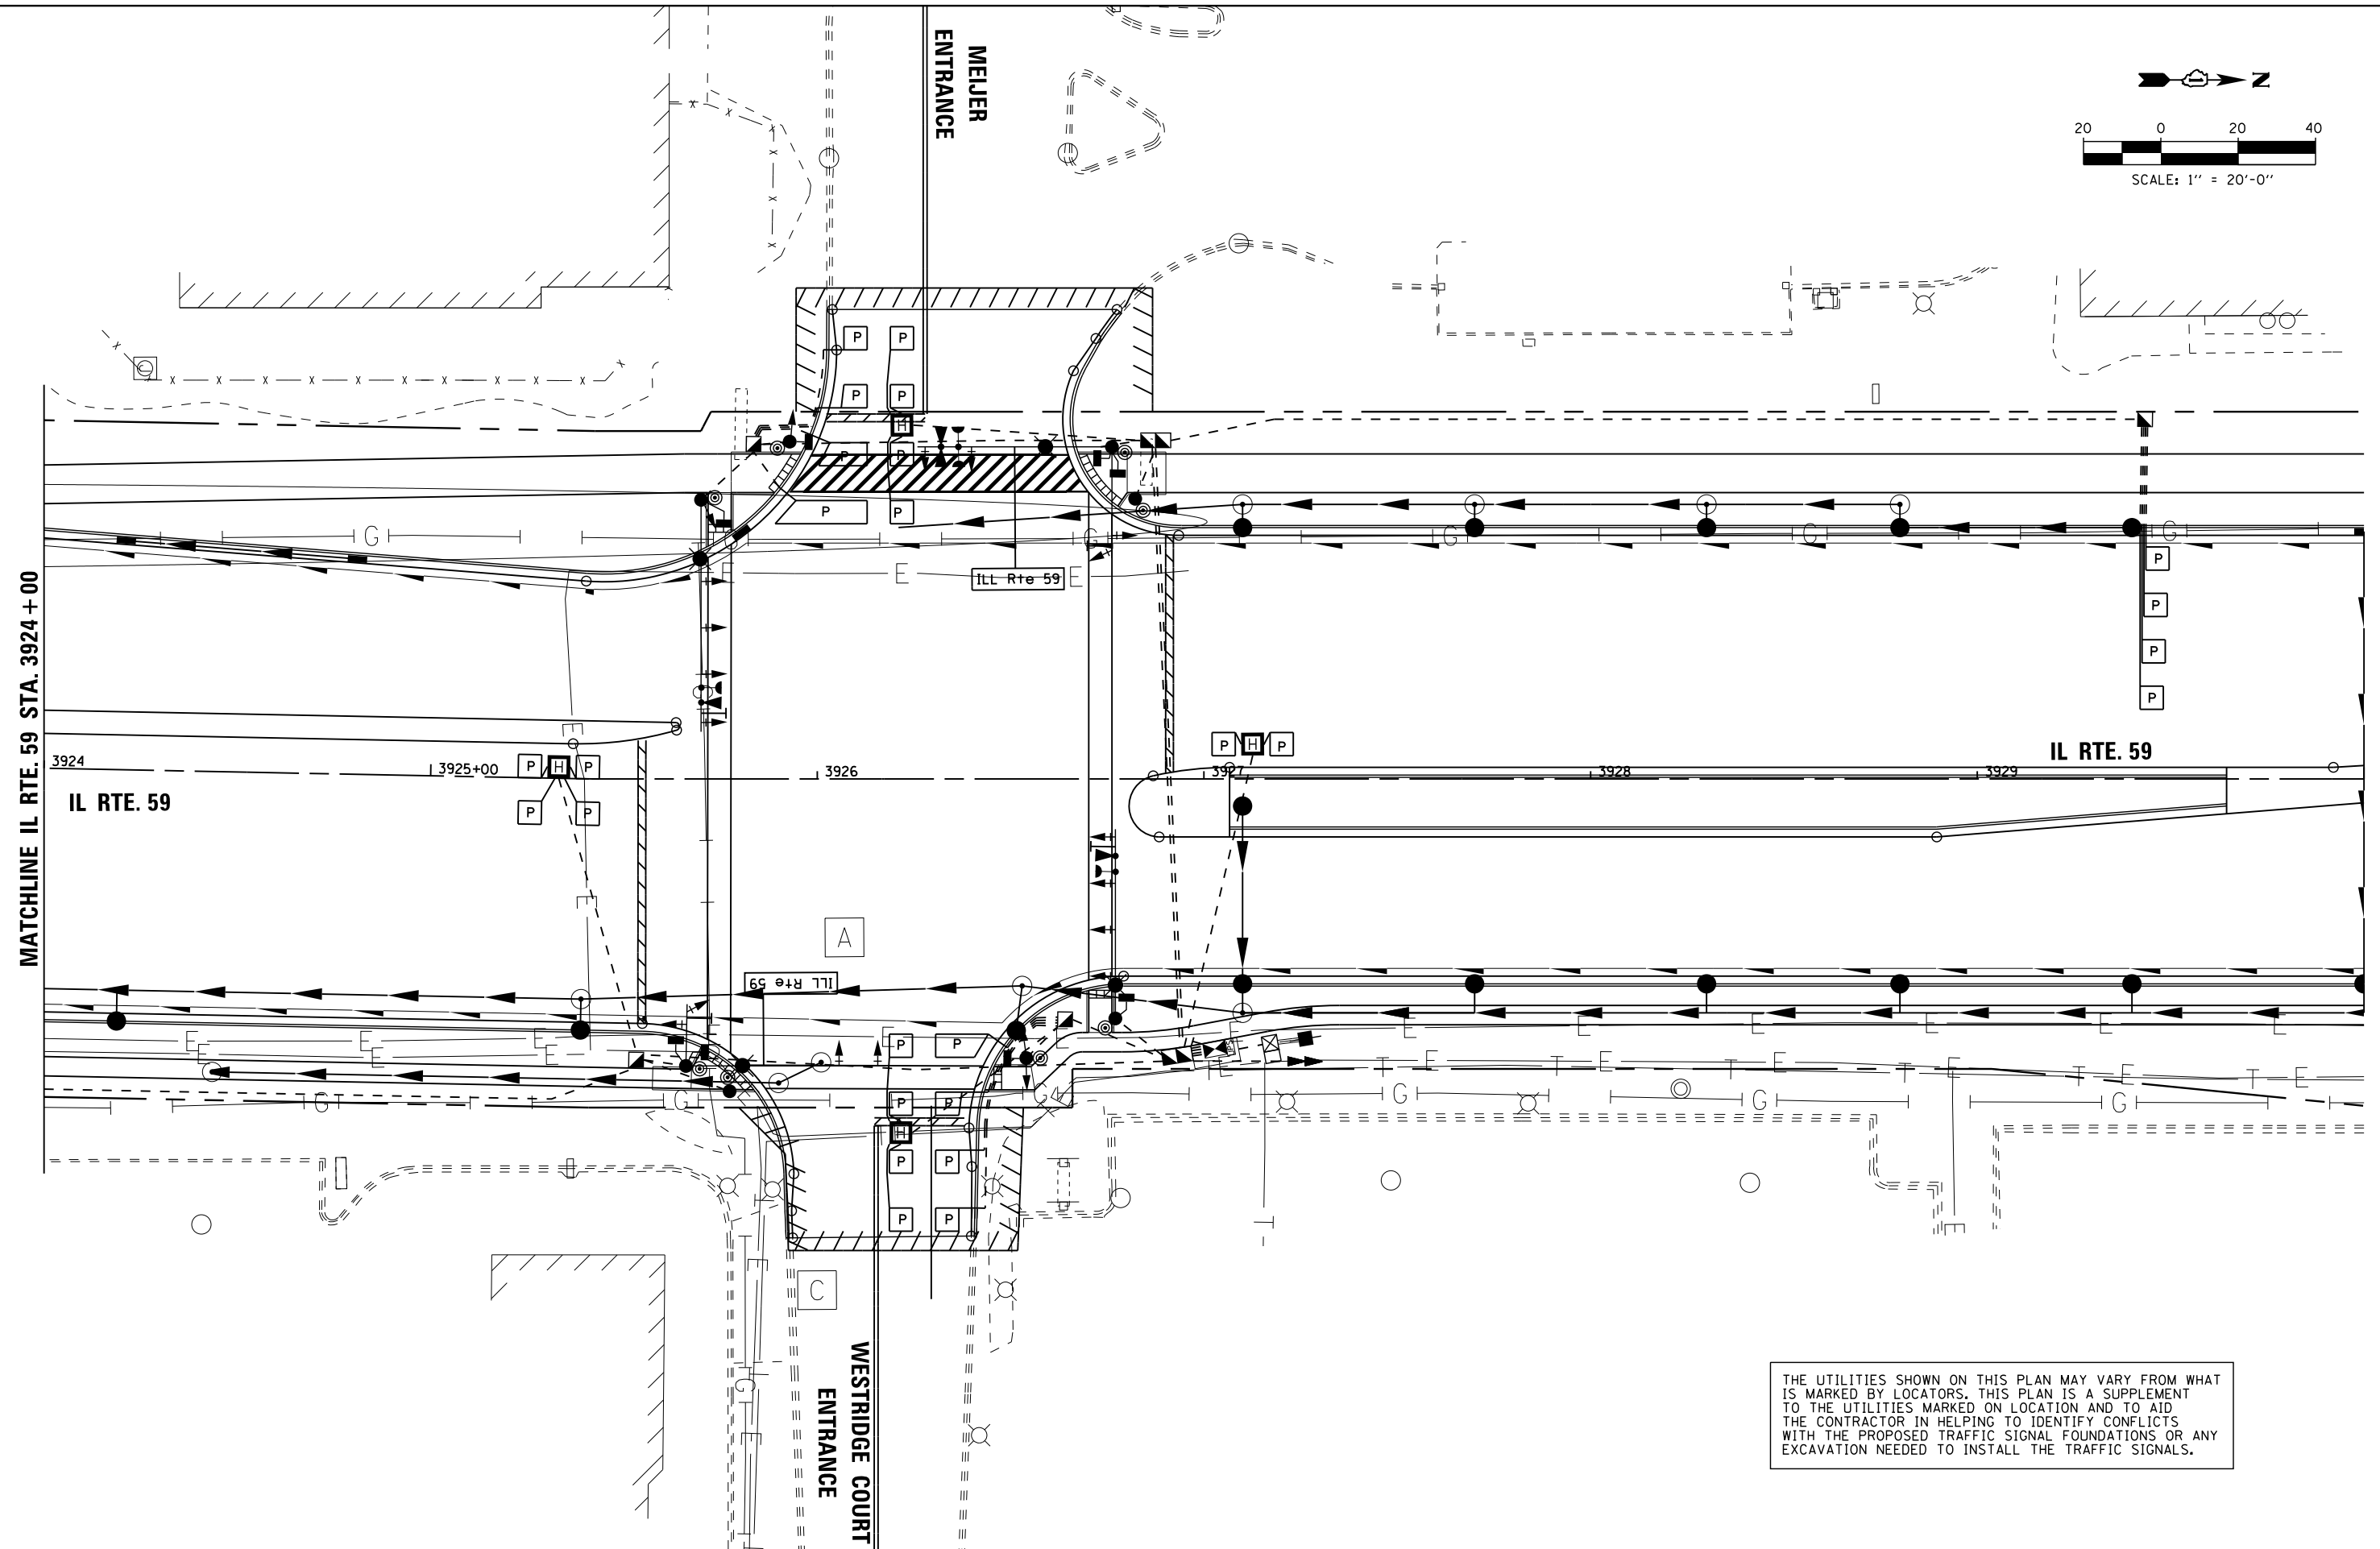 MEIJER
ENTRANCE
N
20 0 20 40
SCALE: 1'' = 20'-0''
P P
P P
H
P P
P P
G G G G G
E E E
ILL Rte 59
P
P
P
P
MATCHLINE IL RTE. 59 STA. 3924+00
P H P
IL RTE. 59
3924 3925+00 3926 3927 3928 3929
P H P
P P
IL RTE. 59
A
ILL Rte 59
E E E E E E E E E E
P P
E E E E E E E E E
T T T T T T
G G P P G G G G
H
P P
P P
C
G
WESTRIDGE COURT
ENTRANCE
THE UTILITIES SHOWN ON THIS PLAN MAY VARY FROM WHAT
IS MARKED BY LOCATORS. THIS PLAN IS A SUPPLEMENT
TO THE UTILITIES MARKED ON LOCATION AND TO AID
THE CONTRACTOR IN HELPING TO IDENTIFY CONFLICTS
WITH THE PROPOSED TRAFFIC SIGNAL FOUNDATIONS OR ANY
EXCAVATION NEEDED TO INSTALL THE TRAFFIC SIGNALS.